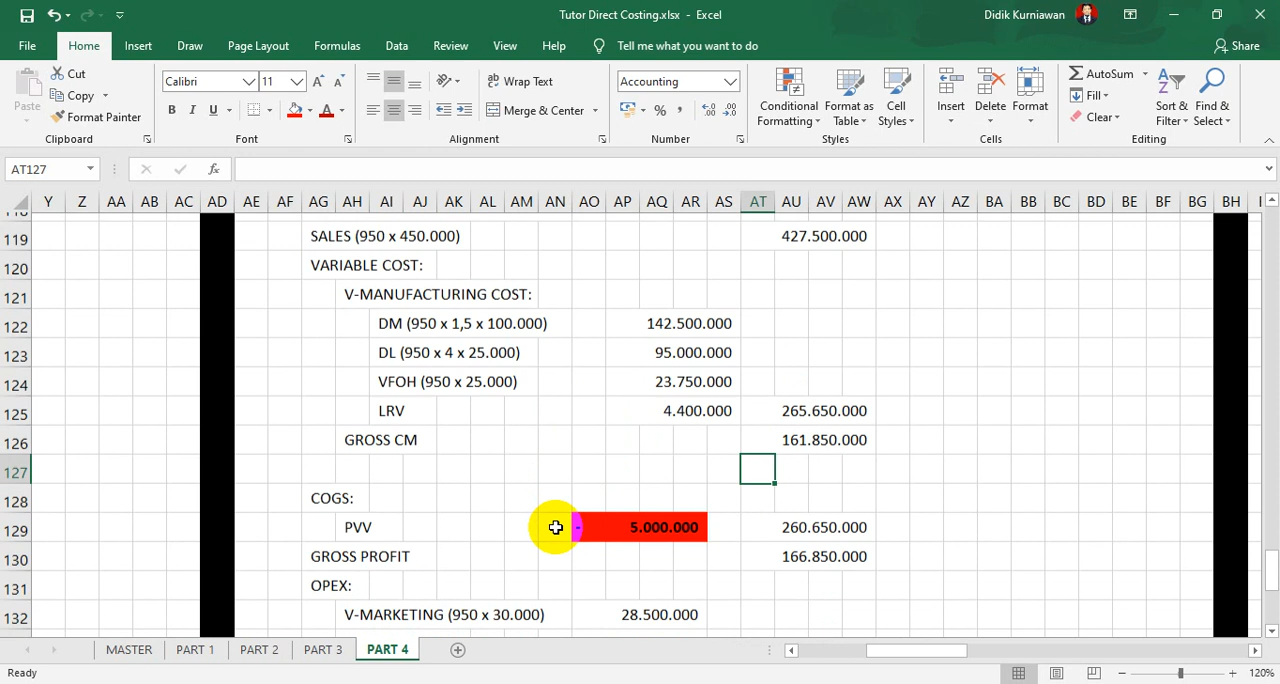 Tutor Direct Costing.xlsx - Excel
Didik Kurniawan
File Home Insert Draw Page Layout Formulas Data Review View Help Tell me what you want to do Share
Paste
Cut
Copy
Format Painter
Clipboard
Calibri 11
B I U
Font
Wrap Text
Merge & Center
Alignment
Accounting
Number
Conditional Formatting
Format as Table
Cell Styles
Styles
Insert
Delete
Format
Cells
AutoSum
Fill
Clear
Sort & Filter
Find & Select
Editing
AT127
fx
Y Z AA AB AC AD AE AF AG AH AI AJ AK AL AM AN AO AP AQ AR AS AT AU AV AW AX AY AZ BA BB BC BD BE BF BG BH
119 SALES (950 x 450.000) 427.500.000
120 VARIABLE COST:
121 V-MANUFACTURING COST:
122 DM (950 x 1,5 x 100.000) 142.500.000
123 DL (950 x 4 x 25.000) 95.000.000
124 VFOH (950 x 25.000) 23.750.000
125 LRV 4.400.000 265.650.000
126 GROSS CM 161.850.000
127
128 COGS:
129 PVV - 5.000.000 260.650.000
130 GROSS PROFIT 166.850.000
131 OPEX:
132 V-MARKETING (950 x 30.000) 28.500.000
MASTER PART 1 PART 2 PART 3 PART 4
Ready
120%